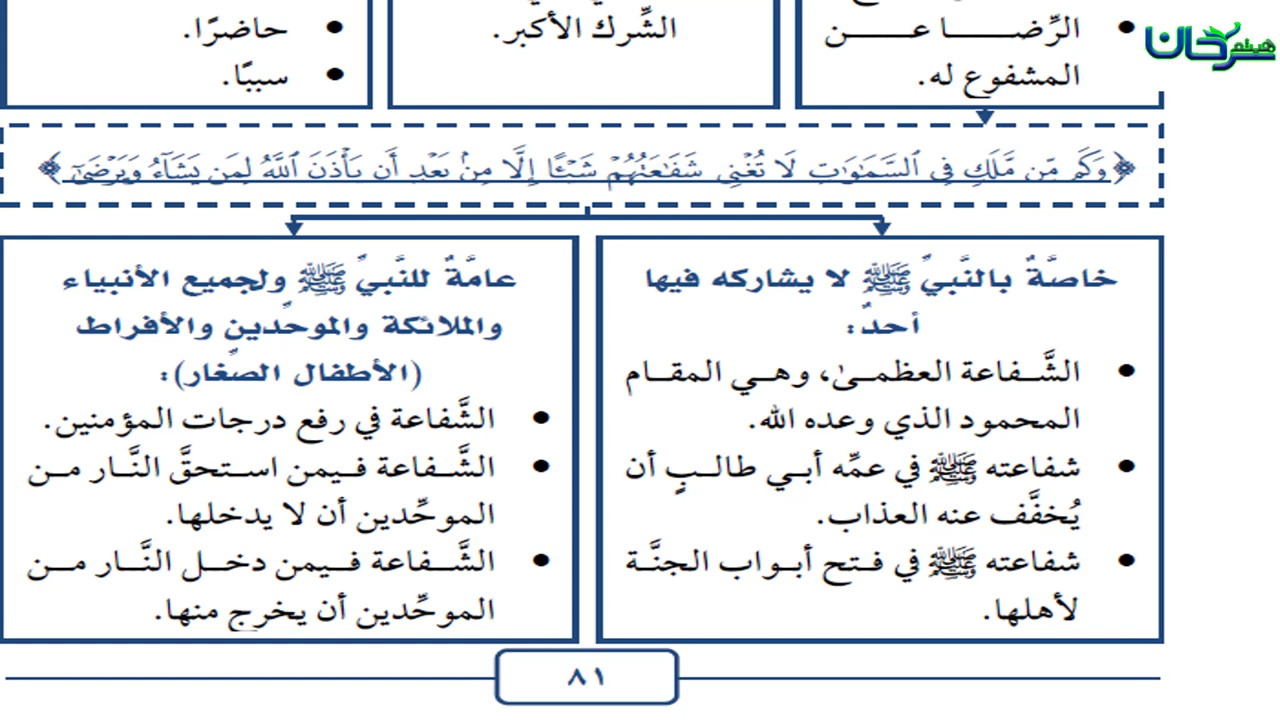 هيثم
سرحان
الرِّضـــا عـــن
المشفوع له.
الشِّرك الأكبر.
حاضرًا.
سببًا.
﴿وَكَم مِّن مَّلَكٍ فِي ٱلسَّمَٰوَٰتِ لَا تُغْنِي شَفَٰعَتُهُمْ شَيْـًٔا إِلَّا مِنۢ بَعْدِ أَن يَأْذَنَ ٱللَّهُ لِمَن يَشَآءُ وَيَرْضَىٰٓ﴾
خاصَّةٌ بالنَّبيِّ ﷺ لا يشاركه فيها
أحدٌ:
الشَّفاعة العظمىٰ، وهي المقام
المحمود الذي وعده الله.
شفاعته ﷺ في عمِّه أبي طالبٍ أن
يُخفَّف عنه العذاب.
شفاعته ﷺ في فتح أبواب الجنَّة
لأهلها.
عامَّةٌ للنَّبيِّ ﷺ ولجميع الأنبياء
والملائكة والموحِّدين والأفراط
(الأطفال الصِّغار):
الشَّفاعة في رفع درجات المؤمنين.
الشَّفاعة فيمن استحقَّ النَّار من
الموحِّدين أن لا يدخلها.
الشَّفاعة فيمن دخل النَّار من
الموحِّدين أن يخرج منها.
٨١